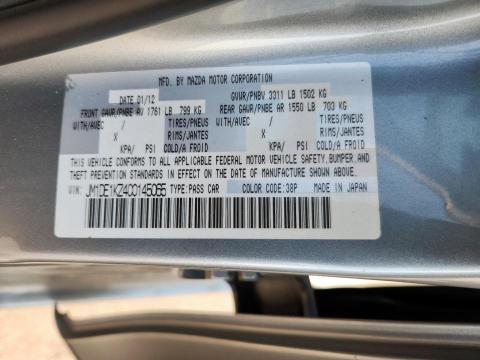 MFD. BY MAZDA MOTOR CORPORATION
DATE 01/12 GVWR/PNBV 3311 LB 1502 KG
FRONT GAWR/PNBE AV 1761 LB 799 KG REAR GAWR/PNBE AR 1550 LB 703 KG
WITH/AVEC / TIRES/PNEUS WITH/AVEC / TIRES/PNEUS
X RIMS/JANTES X RIMS/JANTES
KPA/ PSI COLD/A FROID KPA/ PSI COLD/A FROID
THIS VEHICLE CONFORMS TO ALL APPLICABLE FEDERAL MOTOR VEHICLE SAFETY, BUMPER, AND
THEFT PREVENTION STANDARDS IN EFFECT ON THE DATE OF MANUFACTURE SHOWN ABOVE.
VIN: JM1DE1KZ4C0145065 TYPE: PASS CAR COLOR CODE: 38P MADE IN JAPAN